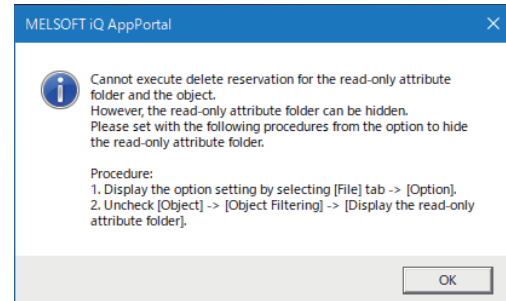 MELSOFT iQ AppPortal
Cannot execute delete reservation for the read-only attribute
folder and the object.
However, the read-only attribute folder can be hidden.
Please set with the following procedures from the option to hide
the read-only attribute folder.
Procedure:
1. Display the option setting by selecting [File] tab -> [Option].
2. Uncheck [Object] -> [Object Filtering] -> [Display the read-only
attribute folder].
OK